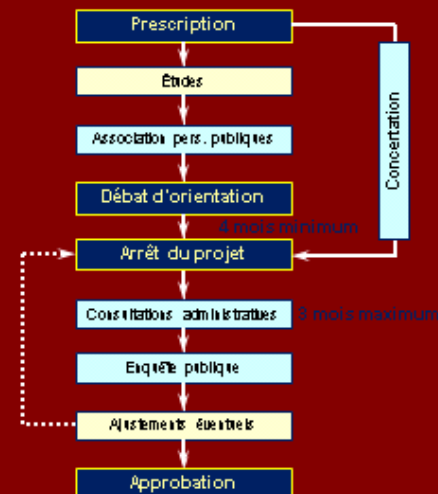 Prescription
Études
Association pers. publiques
Concertation
Débat d'orientation
4 mois minimum
Arrêt du projet
Consultations administratives
3 mois maximum
Enquête publique
Ajustements éventuels
Approbation